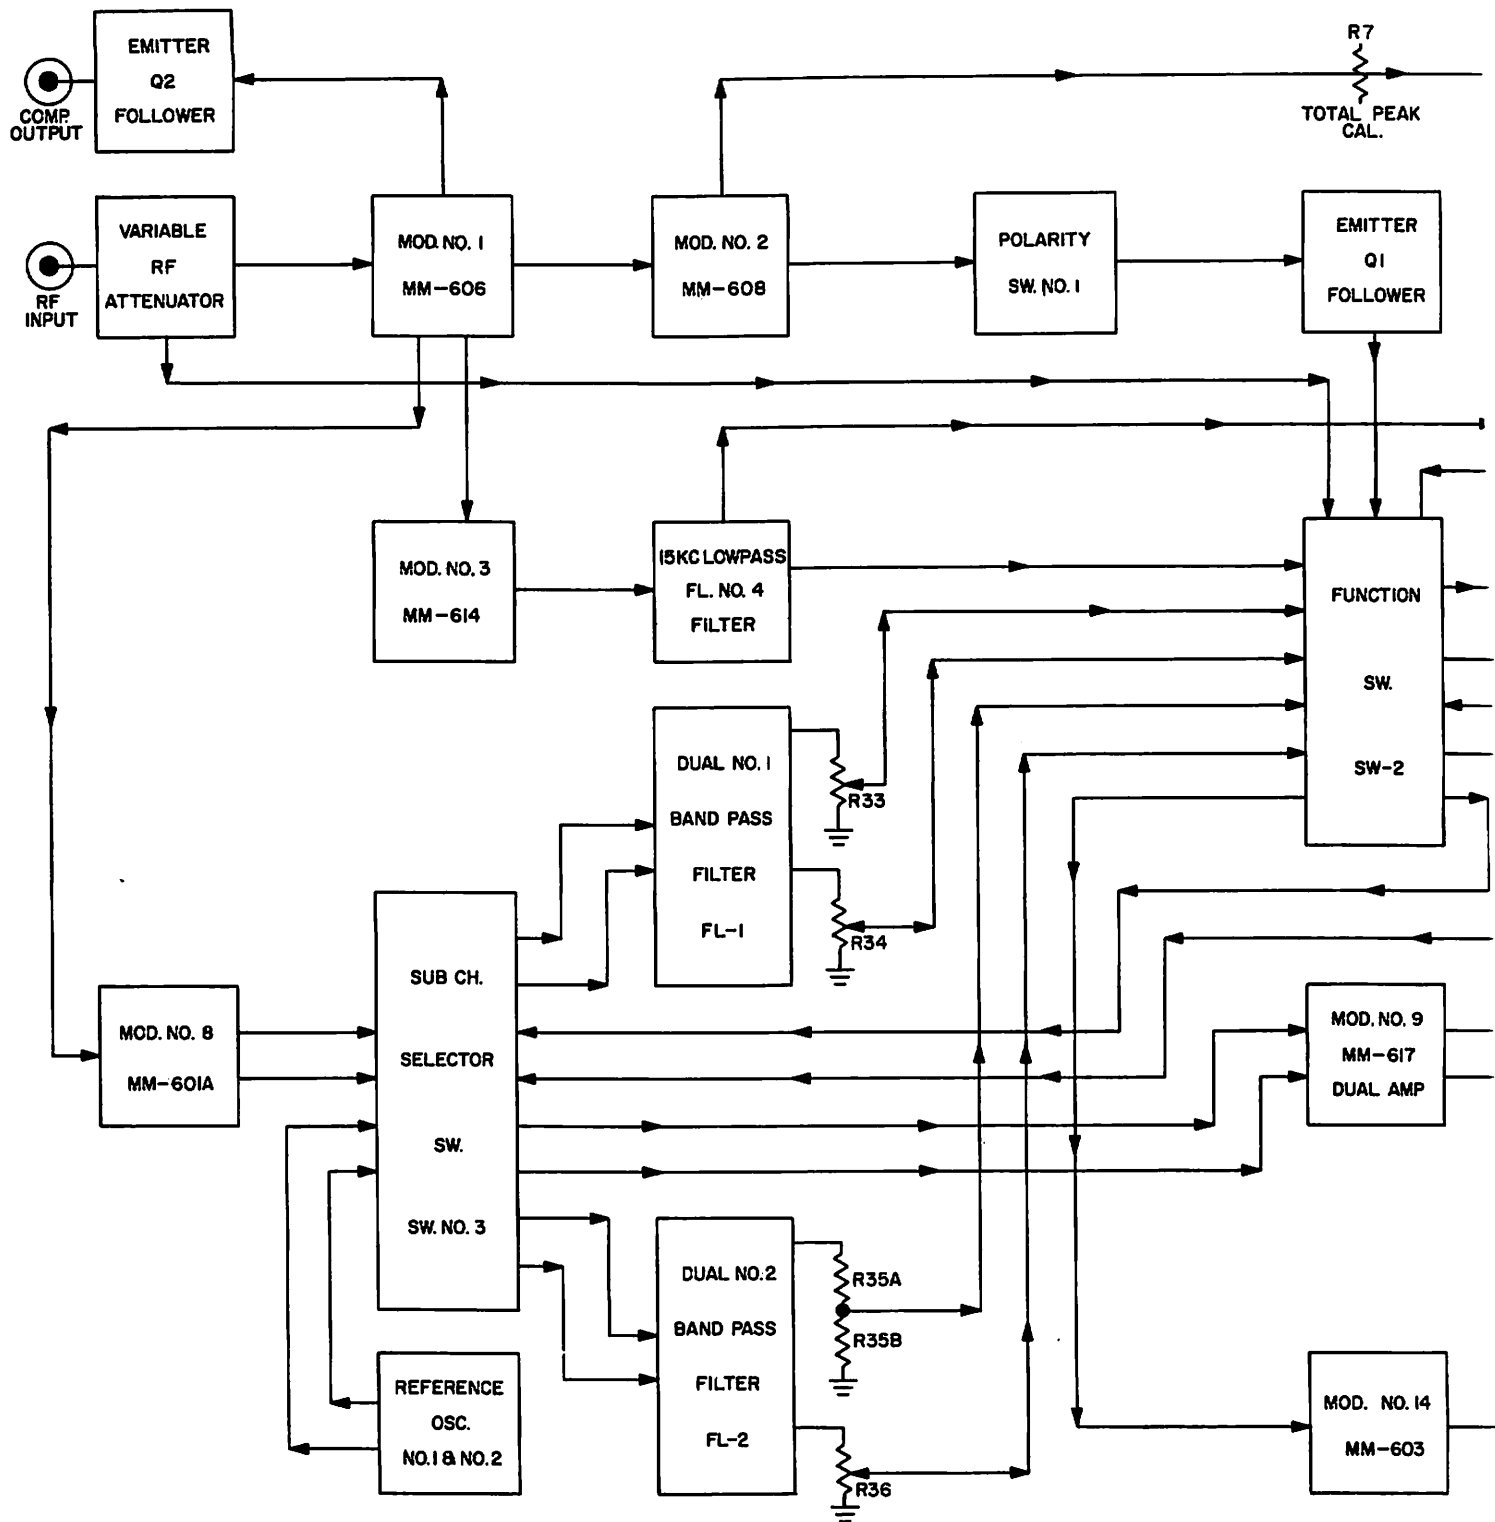 EMITTER
Q2
FOLLOWER
COMP.
OUTPUT
R7
TOTAL PEAK
CAL.
VARIABLE
RF
ATTENUATOR
RF
INPUT
MOD. NO. 1
MM-606
MOD. NO. 2
MM-608
POLARITY
SW. NO. 1
EMITTER
Q1
FOLLOWER
MOD. NO. 3
MM-614
15KC LOWPASS
FL. NO. 4
FILTER
FUNCTION
SW.
SW-2
DUAL NO. 1
BAND PASS
FILTER
FL-1
R33
R34
SUB CH.
SELECTOR
SW.
SW. NO. 3
MOD. NO. 8
MM-601A
MOD. NO. 9
MM-617
DUAL AMP
DUAL NO. 2
BAND PASS
FILTER
FL-2
R35A
R35B
R36
REFERENCE
OSC.
NO. 1 & NO. 2
MOD. NO. 14
MM-603